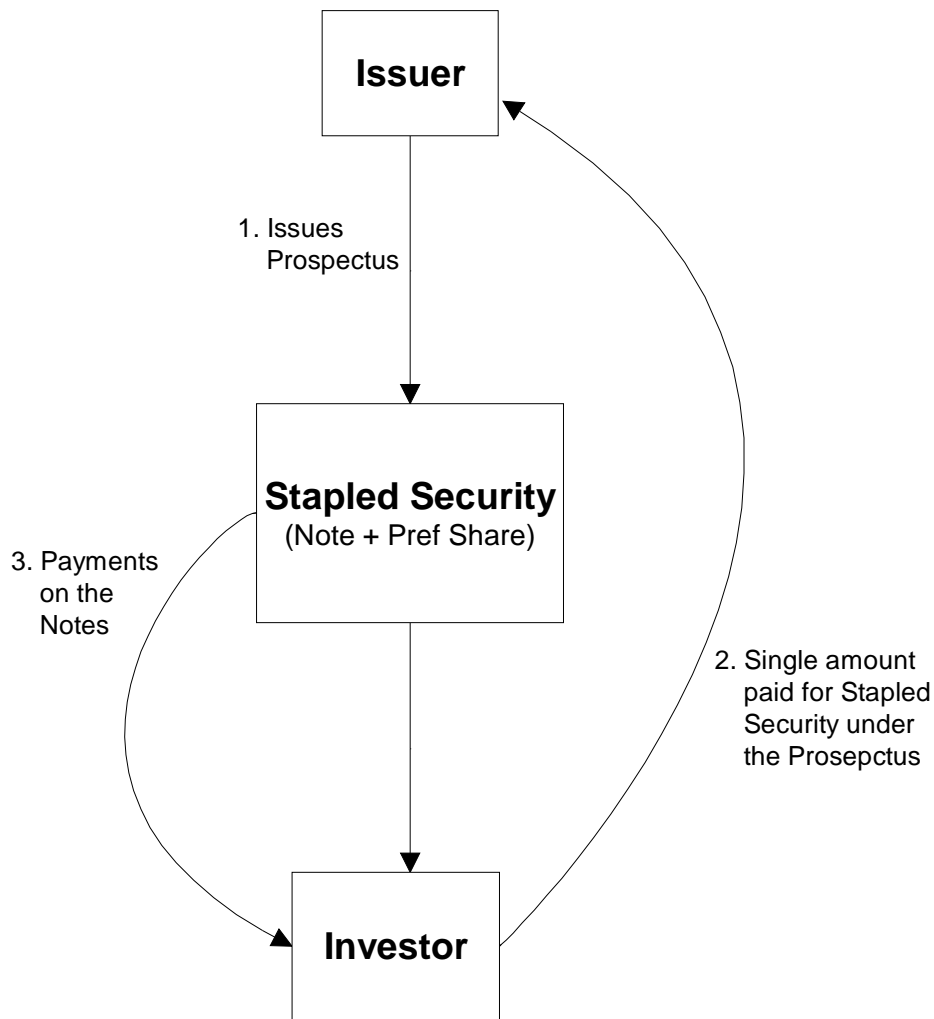 Issuer
1. Issues
Prospectus
Stapled Security
(Note + Pref Share)
3. Payments
on the
Notes
2. Single amount
paid for Stapled
Security under
the Prosepctus
Investor